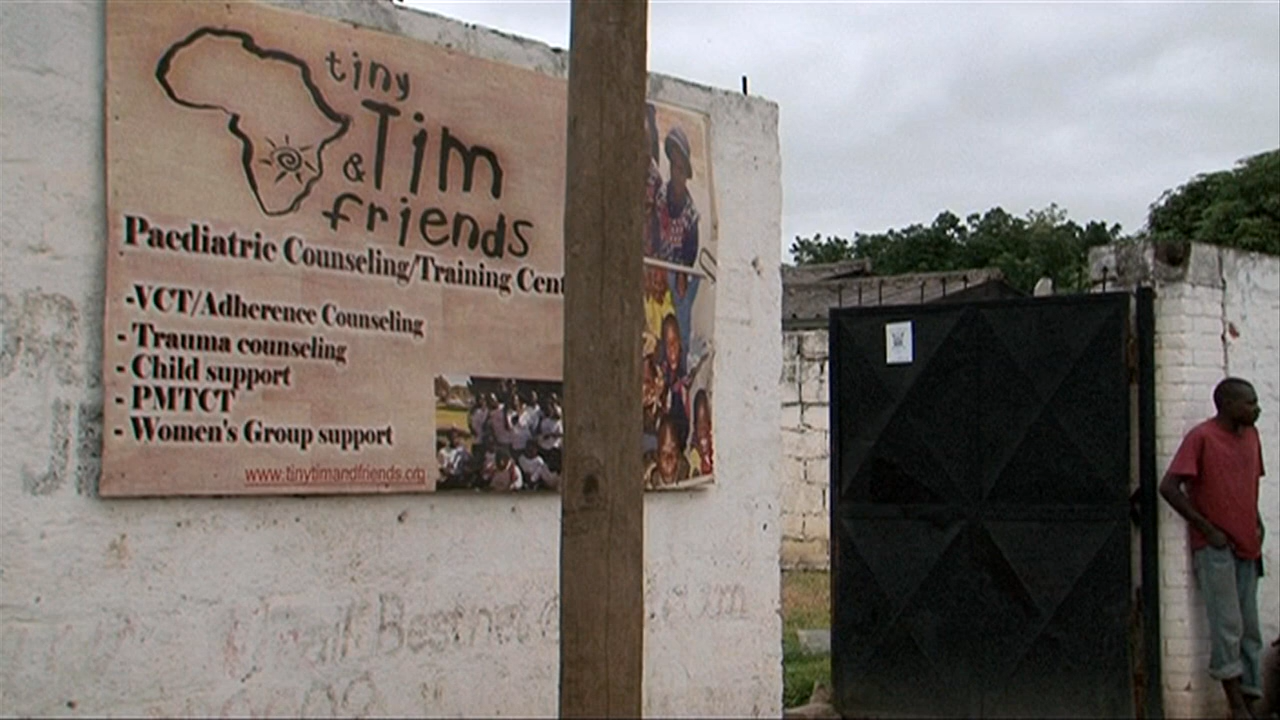 tiny
& Tim
friends
Paediatric Counseling/Training Cent
-VCT/Adherence Counseling
- Trauma counseling
- Child support
- PMTCT
- Women's Group support
www.tinytimandfriends.org